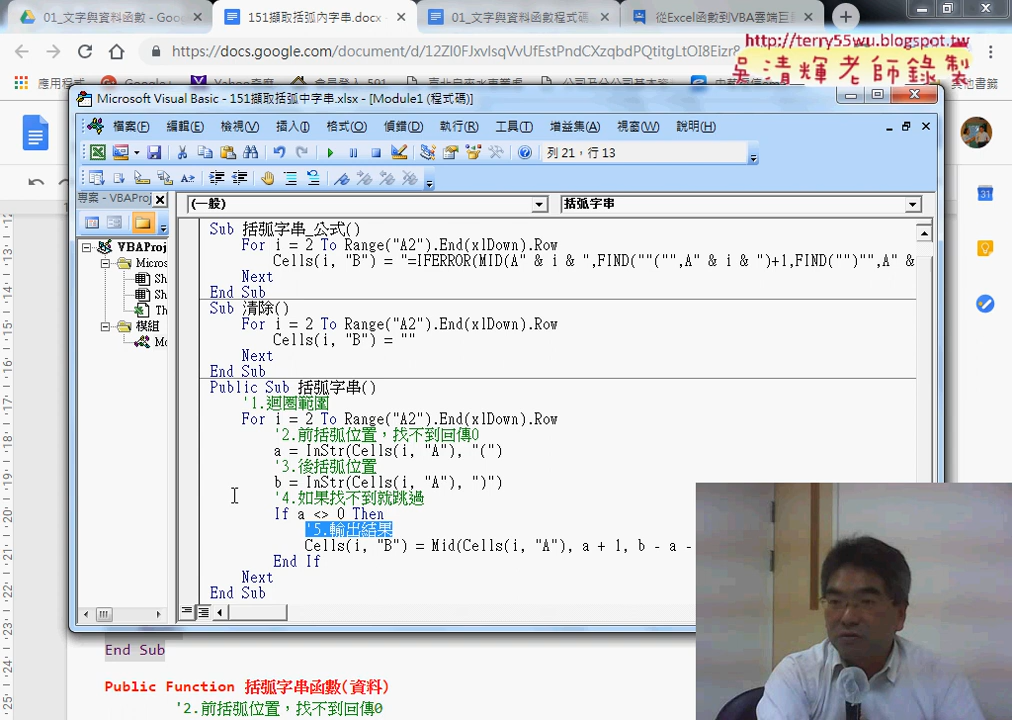 01_文字與資料函數 - Goo
151擷取括弧內字串.docx
01_文字與資料函數程式碼
從Excel函數到VBA雲端巨
http://terry55wu.blogspot.tw
https://docs.google.com/document/d/12Zl0FJxvlsqVvUfEstPndCXzqbdPQtitgLtOI8Eizr
吳清輝老師錄製
應用程式
Microsoft Visual Basic - 151擷取括弧中字串.xlsx - [Module1 (程式碼)]
檔案(F) 編輯(E) 檢視(V) 插入(I) 格式(O) 偵錯(D) 執行(R) 工具(T) 增益集(A) 視窗(W) 說明(H)
列 21，行 13
專案 - VBAProj
(一般)
括弧字串
VBAProj
Micros
Sh
Sh
Th
模組
Mo
Sub 括弧字串_公式()
For i = 2 To Range("A2").End(xlDown).Row
Cells(i, "B") = "=IFERROR(MID(A" & i & ",FIND(""("",A" & i & ")+1,FIND("")"",A" &
Next
End Sub
Sub 清除()
For i = 2 To Range("A2").End(xlDown).Row
Cells(i, "B") = ""
Next
End Sub
Public Sub 括弧字串()
'1.迴圈範圍
For i = 2 To Range("A2").End(xlDown).Row
'2.前括弧位置，找不到回傳0
a = InStr(Cells(i, "A"), "(")
'3.後括弧位置
b = InStr(Cells(i, "A"), ")")
'4.如果找不到就跳過
If a <> 0 Then
'5.輸出結果
Cells(i, "B") = Mid(Cells(i, "A"), a + 1, b - a -
End If
Next
End Sub
End Sub
Public Function 括弧字串函數(資料)
'2.前括弧位置，找不到回傳0